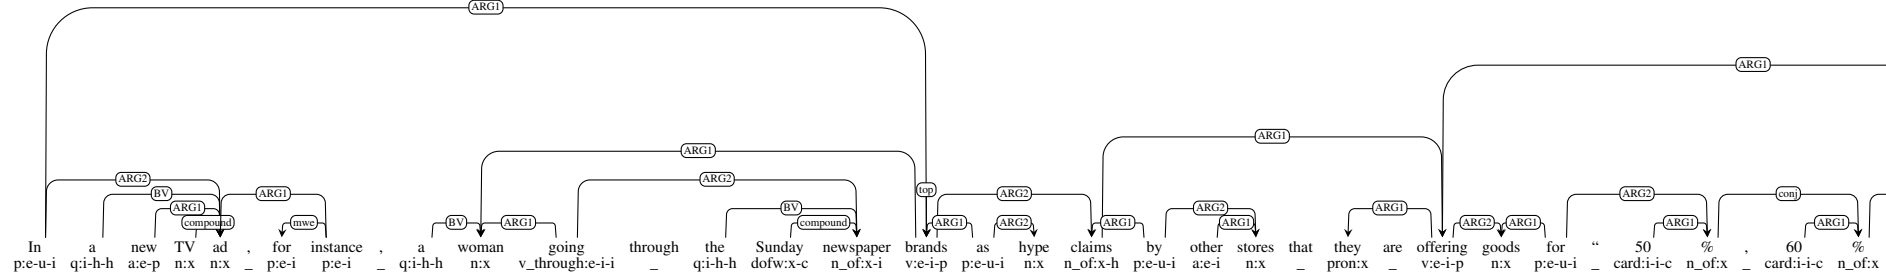 ARG1
ARG1
ARG1
ARG1
ARG2 ARG2 top
BV ARG1 ARG2 ARG2 conj
ARG1 BV ARG2 ARG1
compound mwe BV ARG1 compound ARG1 ARG2 ARG1 ARG1 ARG2 ARG1 ARG1 ARG1
In a new TV ad , for instance , a woman going through the Sunday newspaper brands as hype claims by other stores that they are offering goods for “ 50 % , 60 %
p:e-u-i q:i-h-h a:e-p n:x n:x _ p:e-i p:e-i _ q:i-h-h n:x v_through:e-i-i _ q:i-h-h dofw:x-c n_of:x-i v:e-i-p p:e-u-i n:x n_of:x-h p:e-u-i a:e-i n:x _ pron:x _ v:e-i-p n:x p:e-u-i _ card:i-i-c n_of:x _ card:i-i-c n_of:x